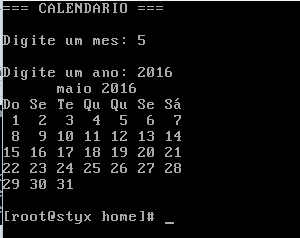 === CALENDARIO ===
Digite um mes: 5
Digite um ano: 2016
maio 2016
Do Se Te Qu Qu Se Sá
1 2 3 4 5 6 7
8 9 10 11 12 13 14
15 16 17 18 19 20 21
22 23 24 25 26 27 28
29 30 31
[root@styx home]# _